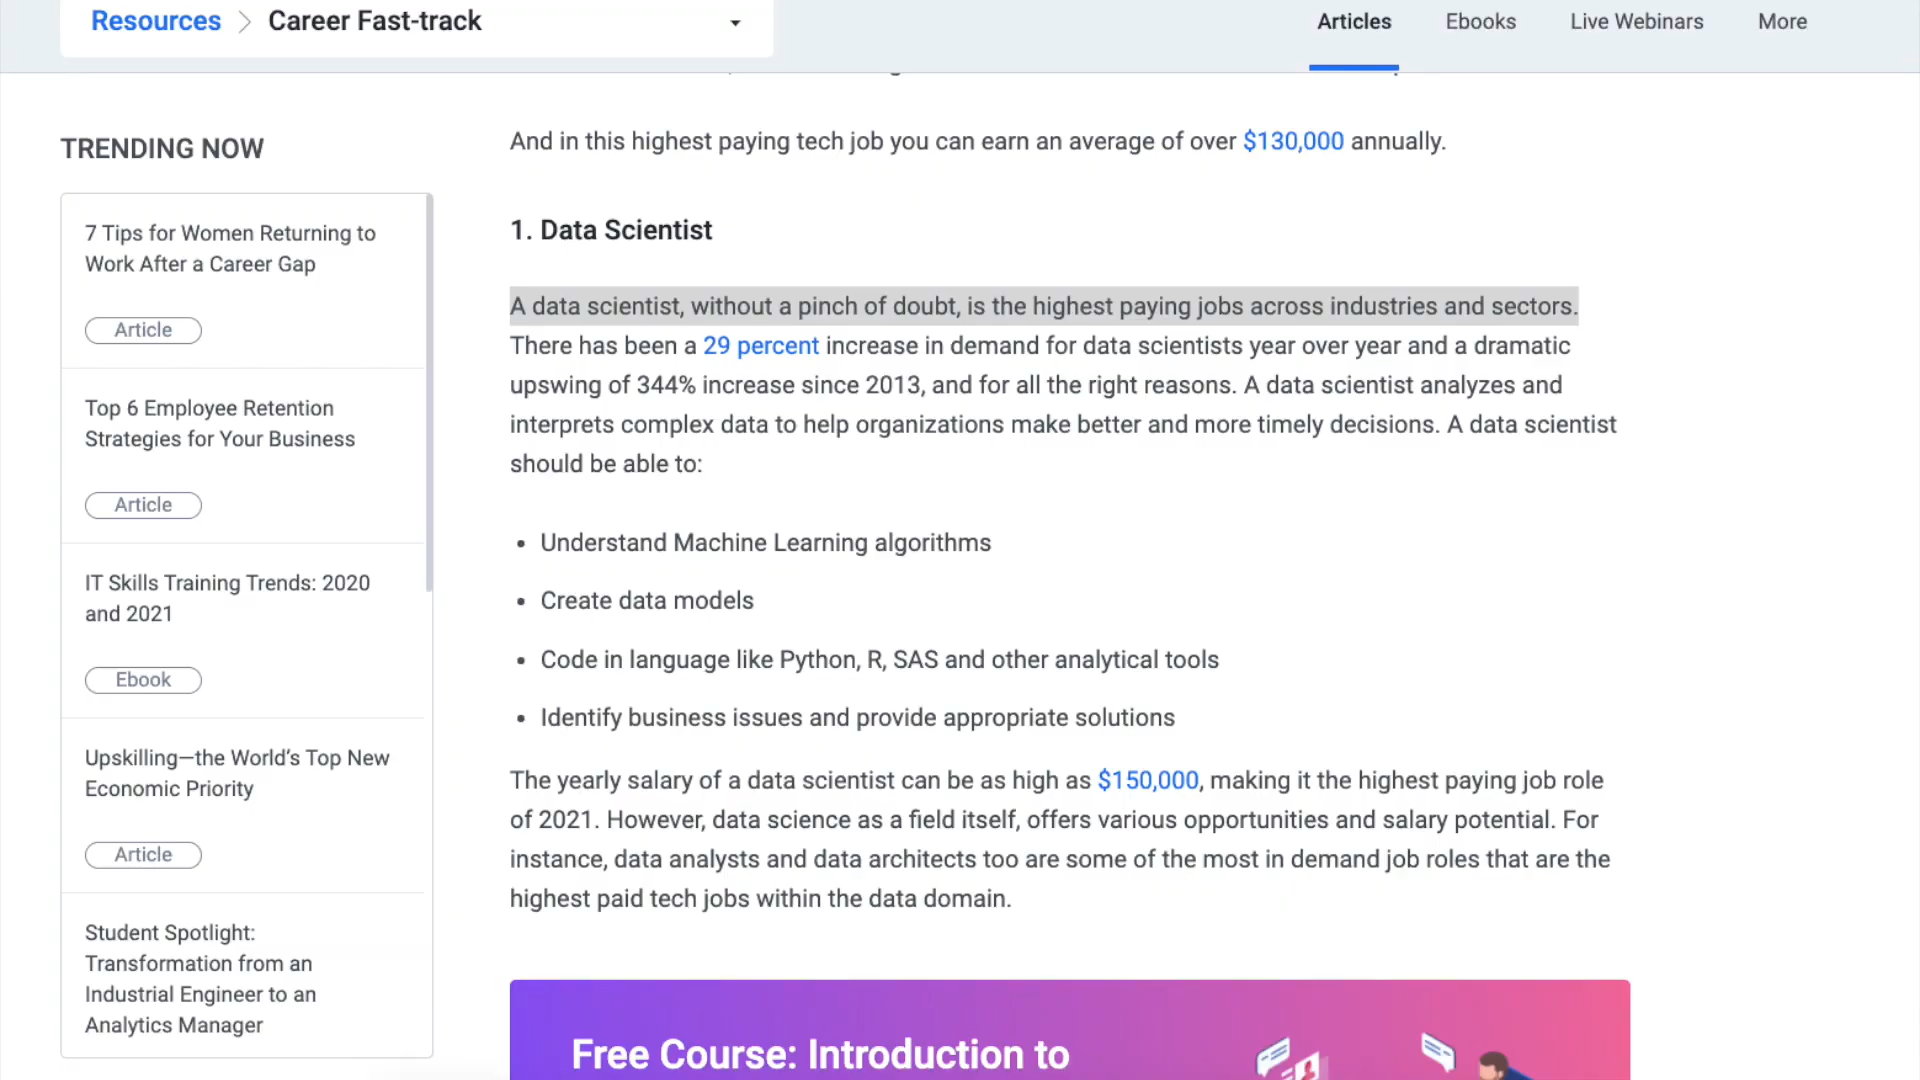 Resources > Career Fast-track
Articles
Ebooks
Live Webinars
More
TRENDING NOW
7 Tips for Women Returning to
Work After a Career Gap
Article
Top 6 Employee Retention
Strategies for Your Business
Article
IT Skills Training Trends: 2020
and 2021
Ebook
Upskilling—the World’s Top New
Economic Priority
Article
Student Spotlight:
Transformation from an
Industrial Engineer to an
Analytics Manager
And in this highest paying tech job you can earn an average of over $130,000 annually.
1. Data Scientist
A data scientist, without a pinch of doubt, is the highest paying jobs across industries and sectors.
There has been a 29 percent increase in demand for data scientists year over year and a dramatic
upswing of 344% increase since 2013, and for all the right reasons. A data scientist analyzes and
interprets complex data to help organizations make better and more timely decisions. A data scientist
should be able to:
• Understand Machine Learning algorithms
• Create data models
• Code in language like Python, R, SAS and other analytical tools
• Identify business issues and provide appropriate solutions
The yearly salary of a data scientist can be as high as $150,000, making it the highest paying job role
of 2021. However, data science as a field itself, offers various opportunities and salary potential. For
instance, data analysts and data architects too are some of the most in demand job roles that are the
highest paid tech jobs within the data domain.
Free Course: Introduction to